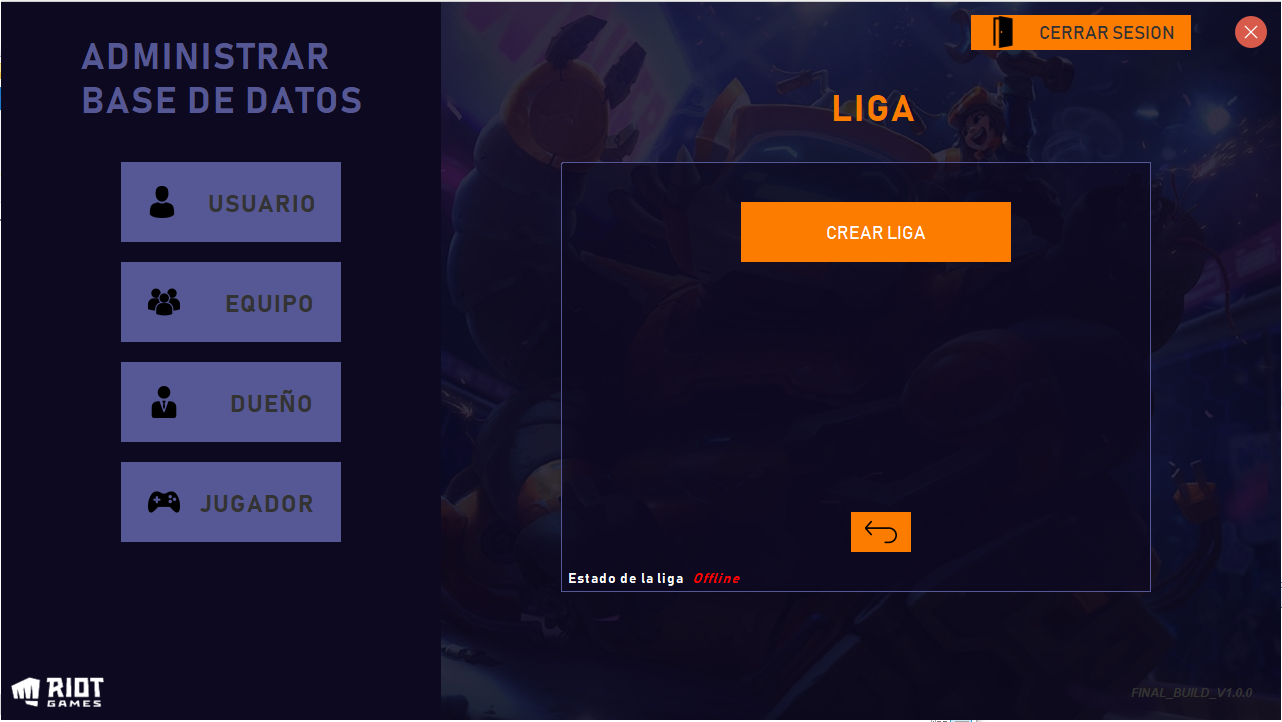 ADMINISTRAR
BASE DE DATOS
USUARIO
EQUIPO
DUEÑO
JUGADOR
RIOT
GAMES
CERRAR SESION
LIGA
CREAR LIGA
Estado de la liga Offline
FINAL_BUILD_V1.0.0